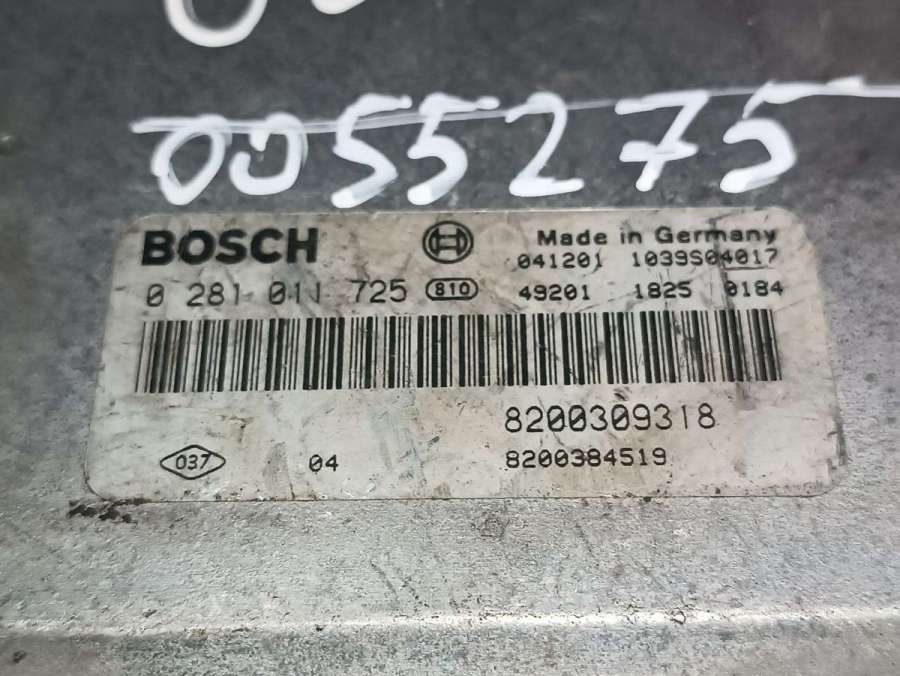 0055275
BOSCH
Made in Germany
041201 1039S04017
0 281 011 725 810 49201 1825 0184
8200309318
037 04 8200384519